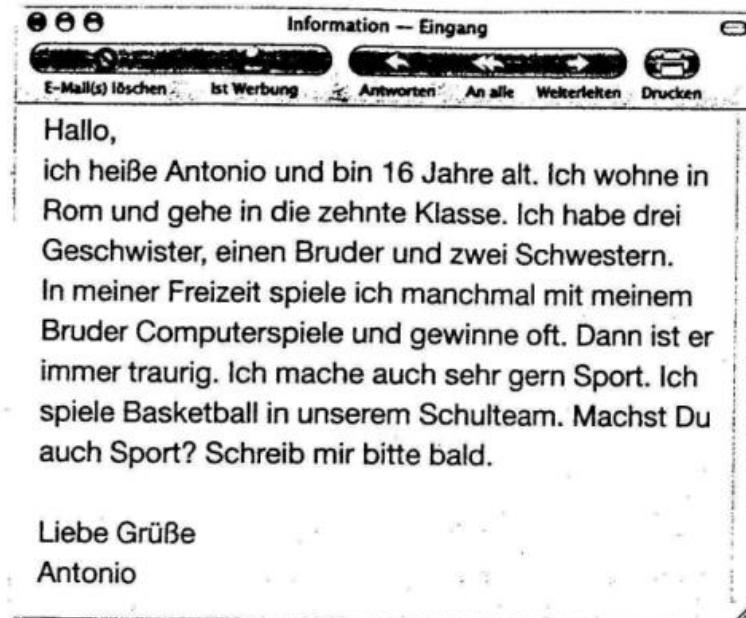 Information — Eingang
E-Mail(s) löschen Ist Werbung Antworten An alle Weiterleiten Drucken
Hallo,
ich heiße Antonio und bin 16 Jahre alt. Ich wohne in
Rom und gehe in die zehnte Klasse. Ich habe drei
Geschwister, einen Bruder und zwei Schwestern.
In meiner Freizeit spiele ich manchmal mit meinem
Bruder Computerspiele und gewinne oft. Dann ist er
immer traurig. Ich mache auch sehr gern Sport. Ich
spiele Basketball in unserem Schulteam. Machst Du
auch Sport? Schreib mir bitte bald.
Liebe Grüße
Antonio